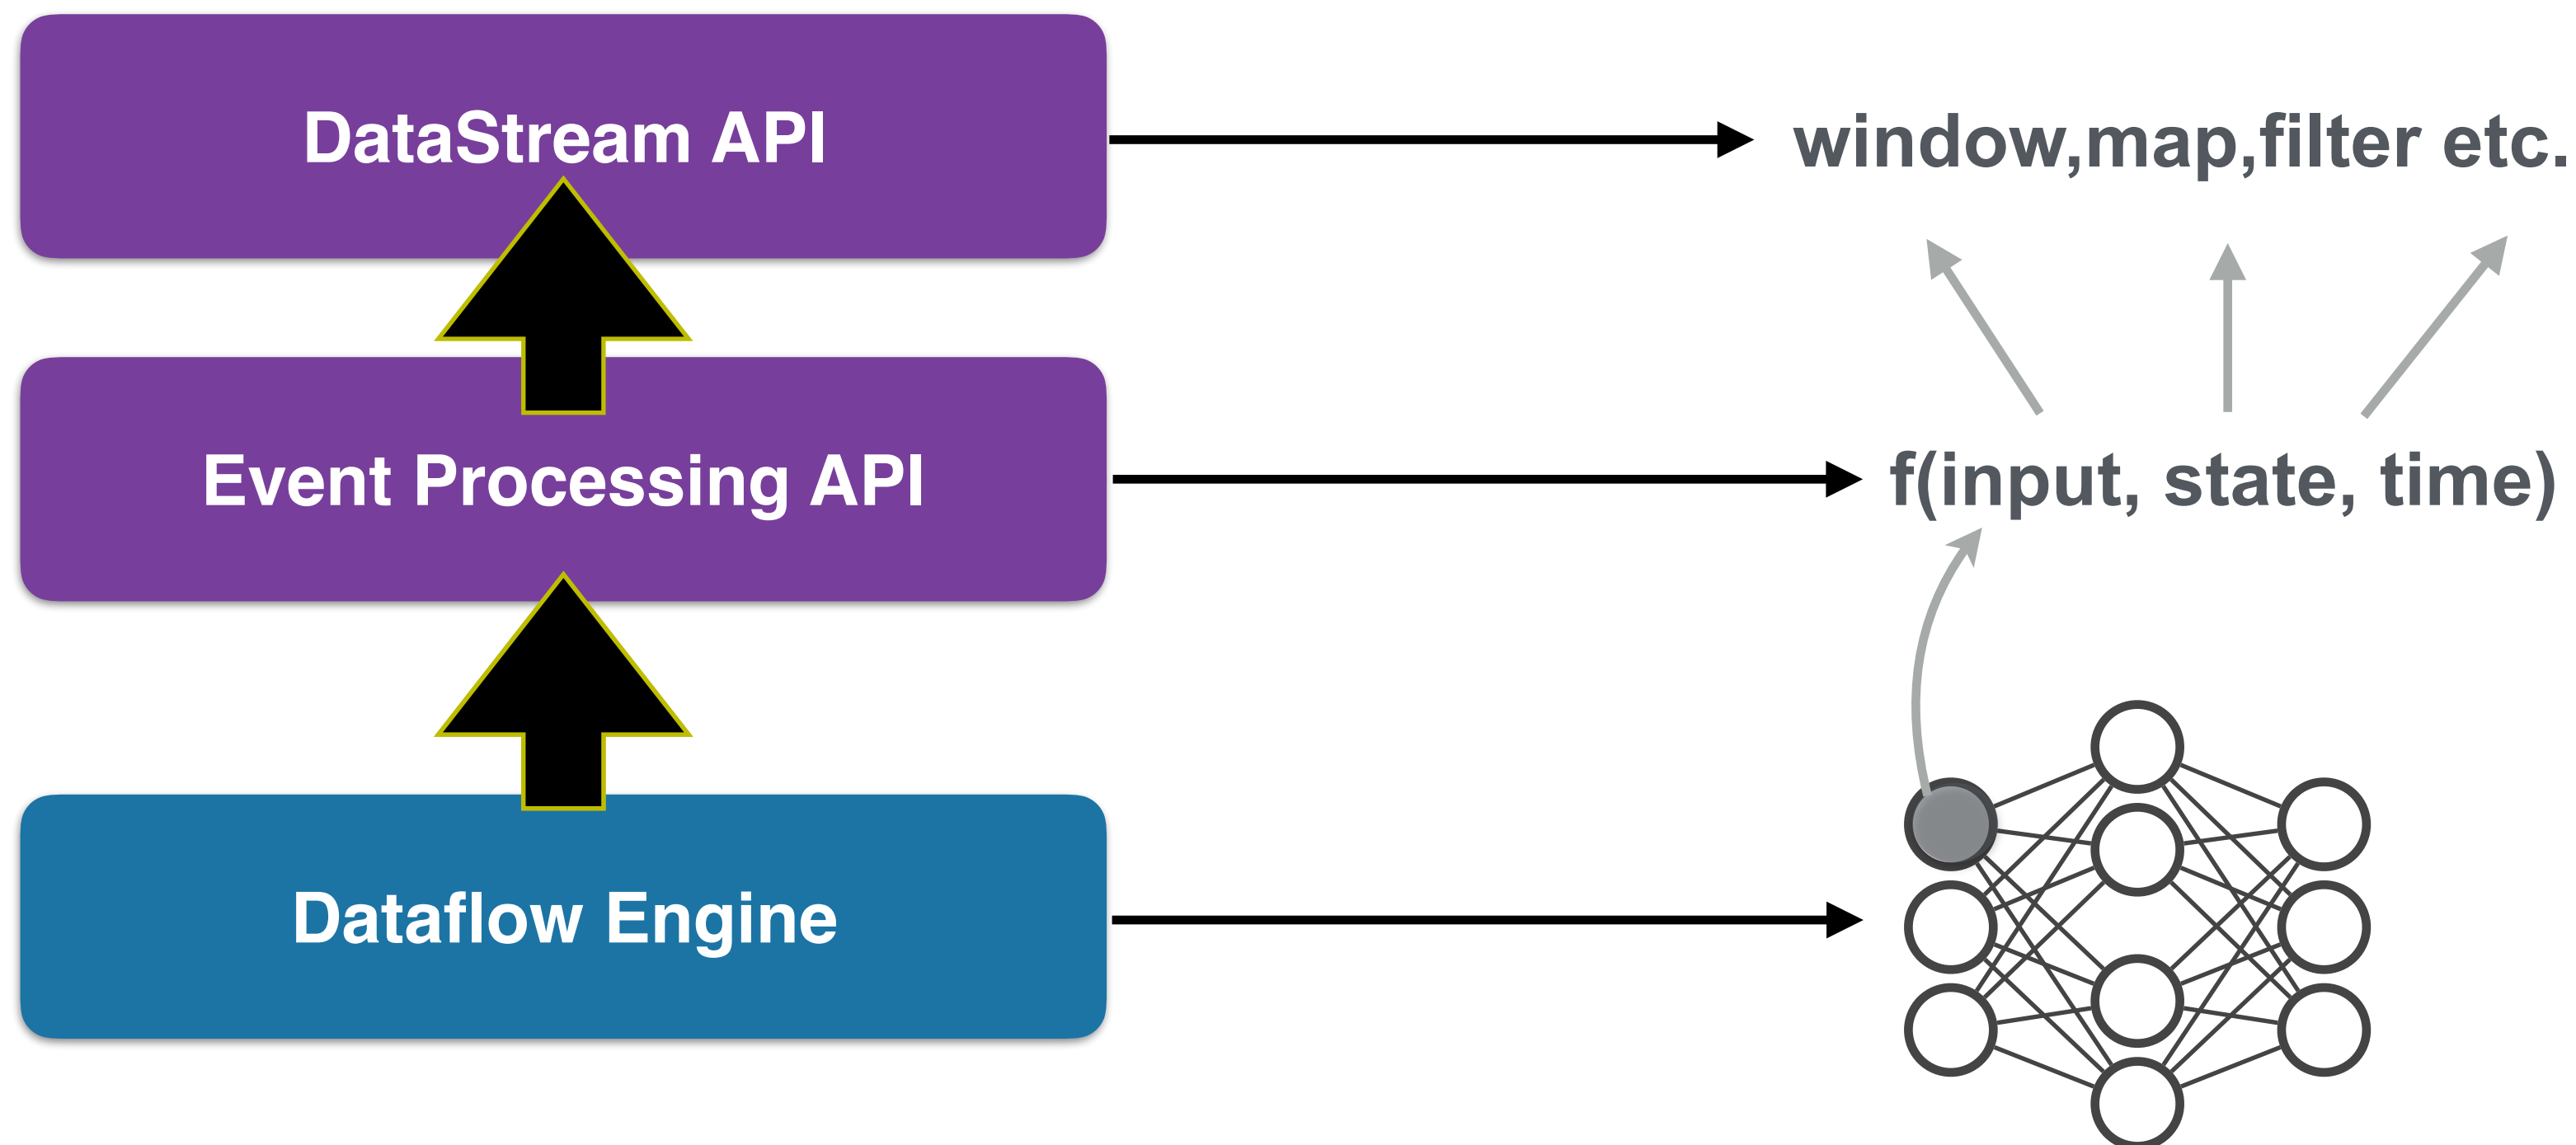 DataStream API
window,map,filter etc.
Event Processing API
f(input, state, time)
Dataflow Engine